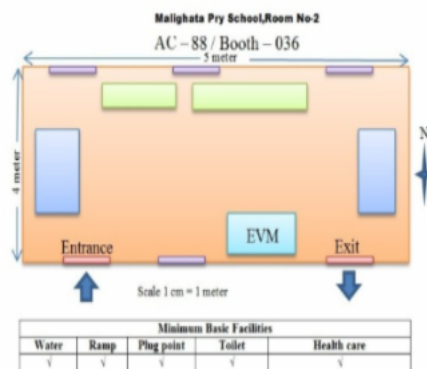 Malighata Pry School,Room No-2
AC – 88 / Booth – 036
5 meter
4 meter
N
EVM
Entrance
Exit
Scale 1 cm = 1 meter
Minimum Basic Facilities
Water Ramp Plug point Toilet Health care
√ √ √ √ √